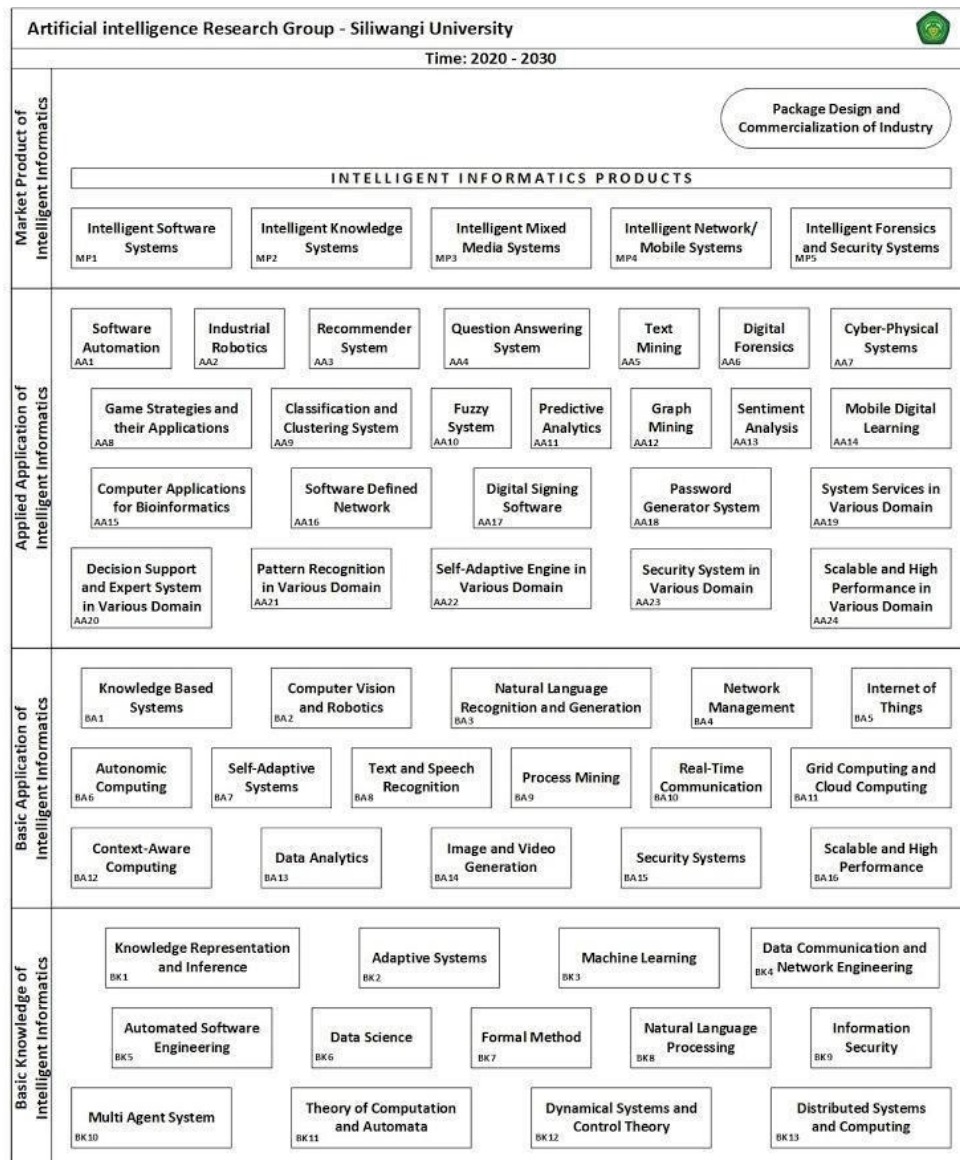 Artificial intelligence Research Group - Siliwangi University
Time: 2020 - 2030
Market Product of
Intelligent Informatics
Package Design and
Commercialization of Industry
INTELLIGENT INFORMATICS PRODUCTS
Intelligent Software
Systems
MP1
Intelligent Knowledge
Systems
MP2
Intelligent Mixed
Media Systems
MP3
Intelligent Network/
Mobile Systems
MP4
Intelligent Forensics
and Security Systems
MP5
Applied Application of
Intelligent Informatics
Software
Automation
AA1
Industrial
Robotics
AA2
Recommender
System
AA3
Question Answering
System
AA4
Text
Mining
AA5
Digital
Forensics
AA6
Cyber-Physical
Systems
AA7
Game Strategies and
their Applications
AA8
Classification and
Clustering System
AA9
Fuzzy
System
AA10
Predictive
Analytics
AA11
Graph
Mining
AA12
Sentiment
Analysis
AA13
Mobile Digital
Learning
AA14
Computer Applications
for Bioinformatics
AA15
Software Defined
Network
AA16
Digital Signing
Software
AA17
Password
Generator System
AA18
System Services in
Various Domain
AA19
Decision Support
and Expert System
in Various Domain
AA20
Pattern Recognition
in Various Domain
AA21
Self-Adaptive Engine in
Various Domain
AA22
Security System in
Various Domain
AA23
Scalable and High
Performance in
Various Domain
AA24
Basic Application of
Intelligent Informatics
Knowledge Based
Systems
BA1
Computer Vision
and Robotics
BA2
Natural Language
Recognition and Generation
BA3
Network
Management
BA4
Internet of
Things
BA5
Autonomic
Computing
BA6
Self-Adaptive
Systems
BA7
Text and Speech
Recognition
BA8
Process Mining
BA9
Real-Time
Communication
BA10
Grid Computing and
Cloud Computing
BA11
Context-Aware
Computing
BA12
Data Analytics
BA13
Image and Video
Generation
BA14
Security Systems
BA15
Scalable and High
Performance
BA16
Basic Knowledge of
Intelligent Informatics
Knowledge Representation
and Inference
BK1
Adaptive Systems
BK2
Machine Learning
BK3
Data Communication and
Network Engineering
BK4
Automated Software
Engineering
BK5
Data Science
BK6
Formal Method
BK7
Natural Language
Processing
BK8
Information
Security
BK9
Multi Agent System
BK10
Theory of Computation
and Automata
BK11
Dynamical Systems and
Control Theory
BK12
Distributed Systems
and Computing
BK13